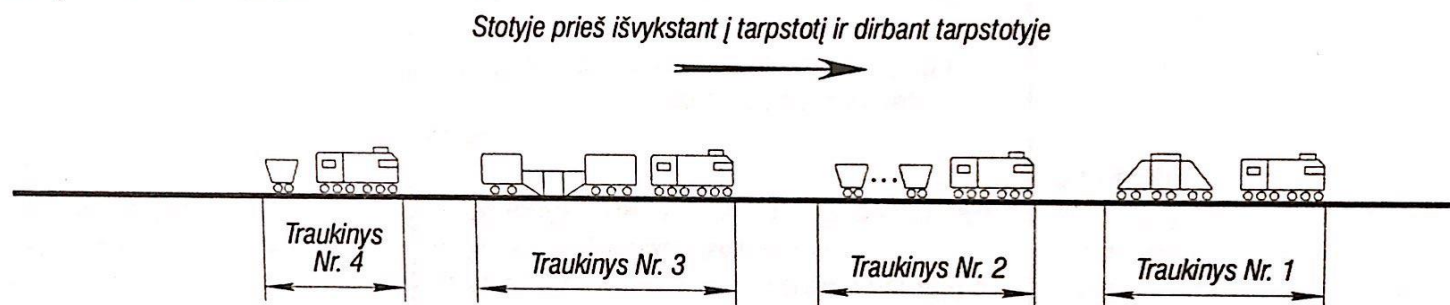 Stotyje prieš išvykstant į tarpstotį ir dirbant tarpstotyje
Traukinys
Nr. 4
Traukinys Nr. 3
Traukinys Nr. 2
Traukinys Nr. 1